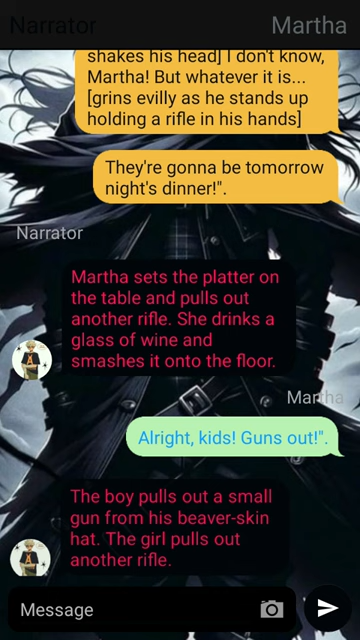 Narrator
Martha
shakes his head] I don't know,
Martha! But whatever it is...
[grins evilly as he stands up
holding a rifle in his hands]
They're gonna be tomorrow
night's dinner!".
Narrator
Martha sets the platter on
the table and pulls out
another rifle. She drinks a
glass of wine and
smashes it onto the floor.
Martha
Alright, kids! Guns out!".
The boy pulls out a small
gun from his beaver-skin
hat. The girl pulls out
another rifle.
Message